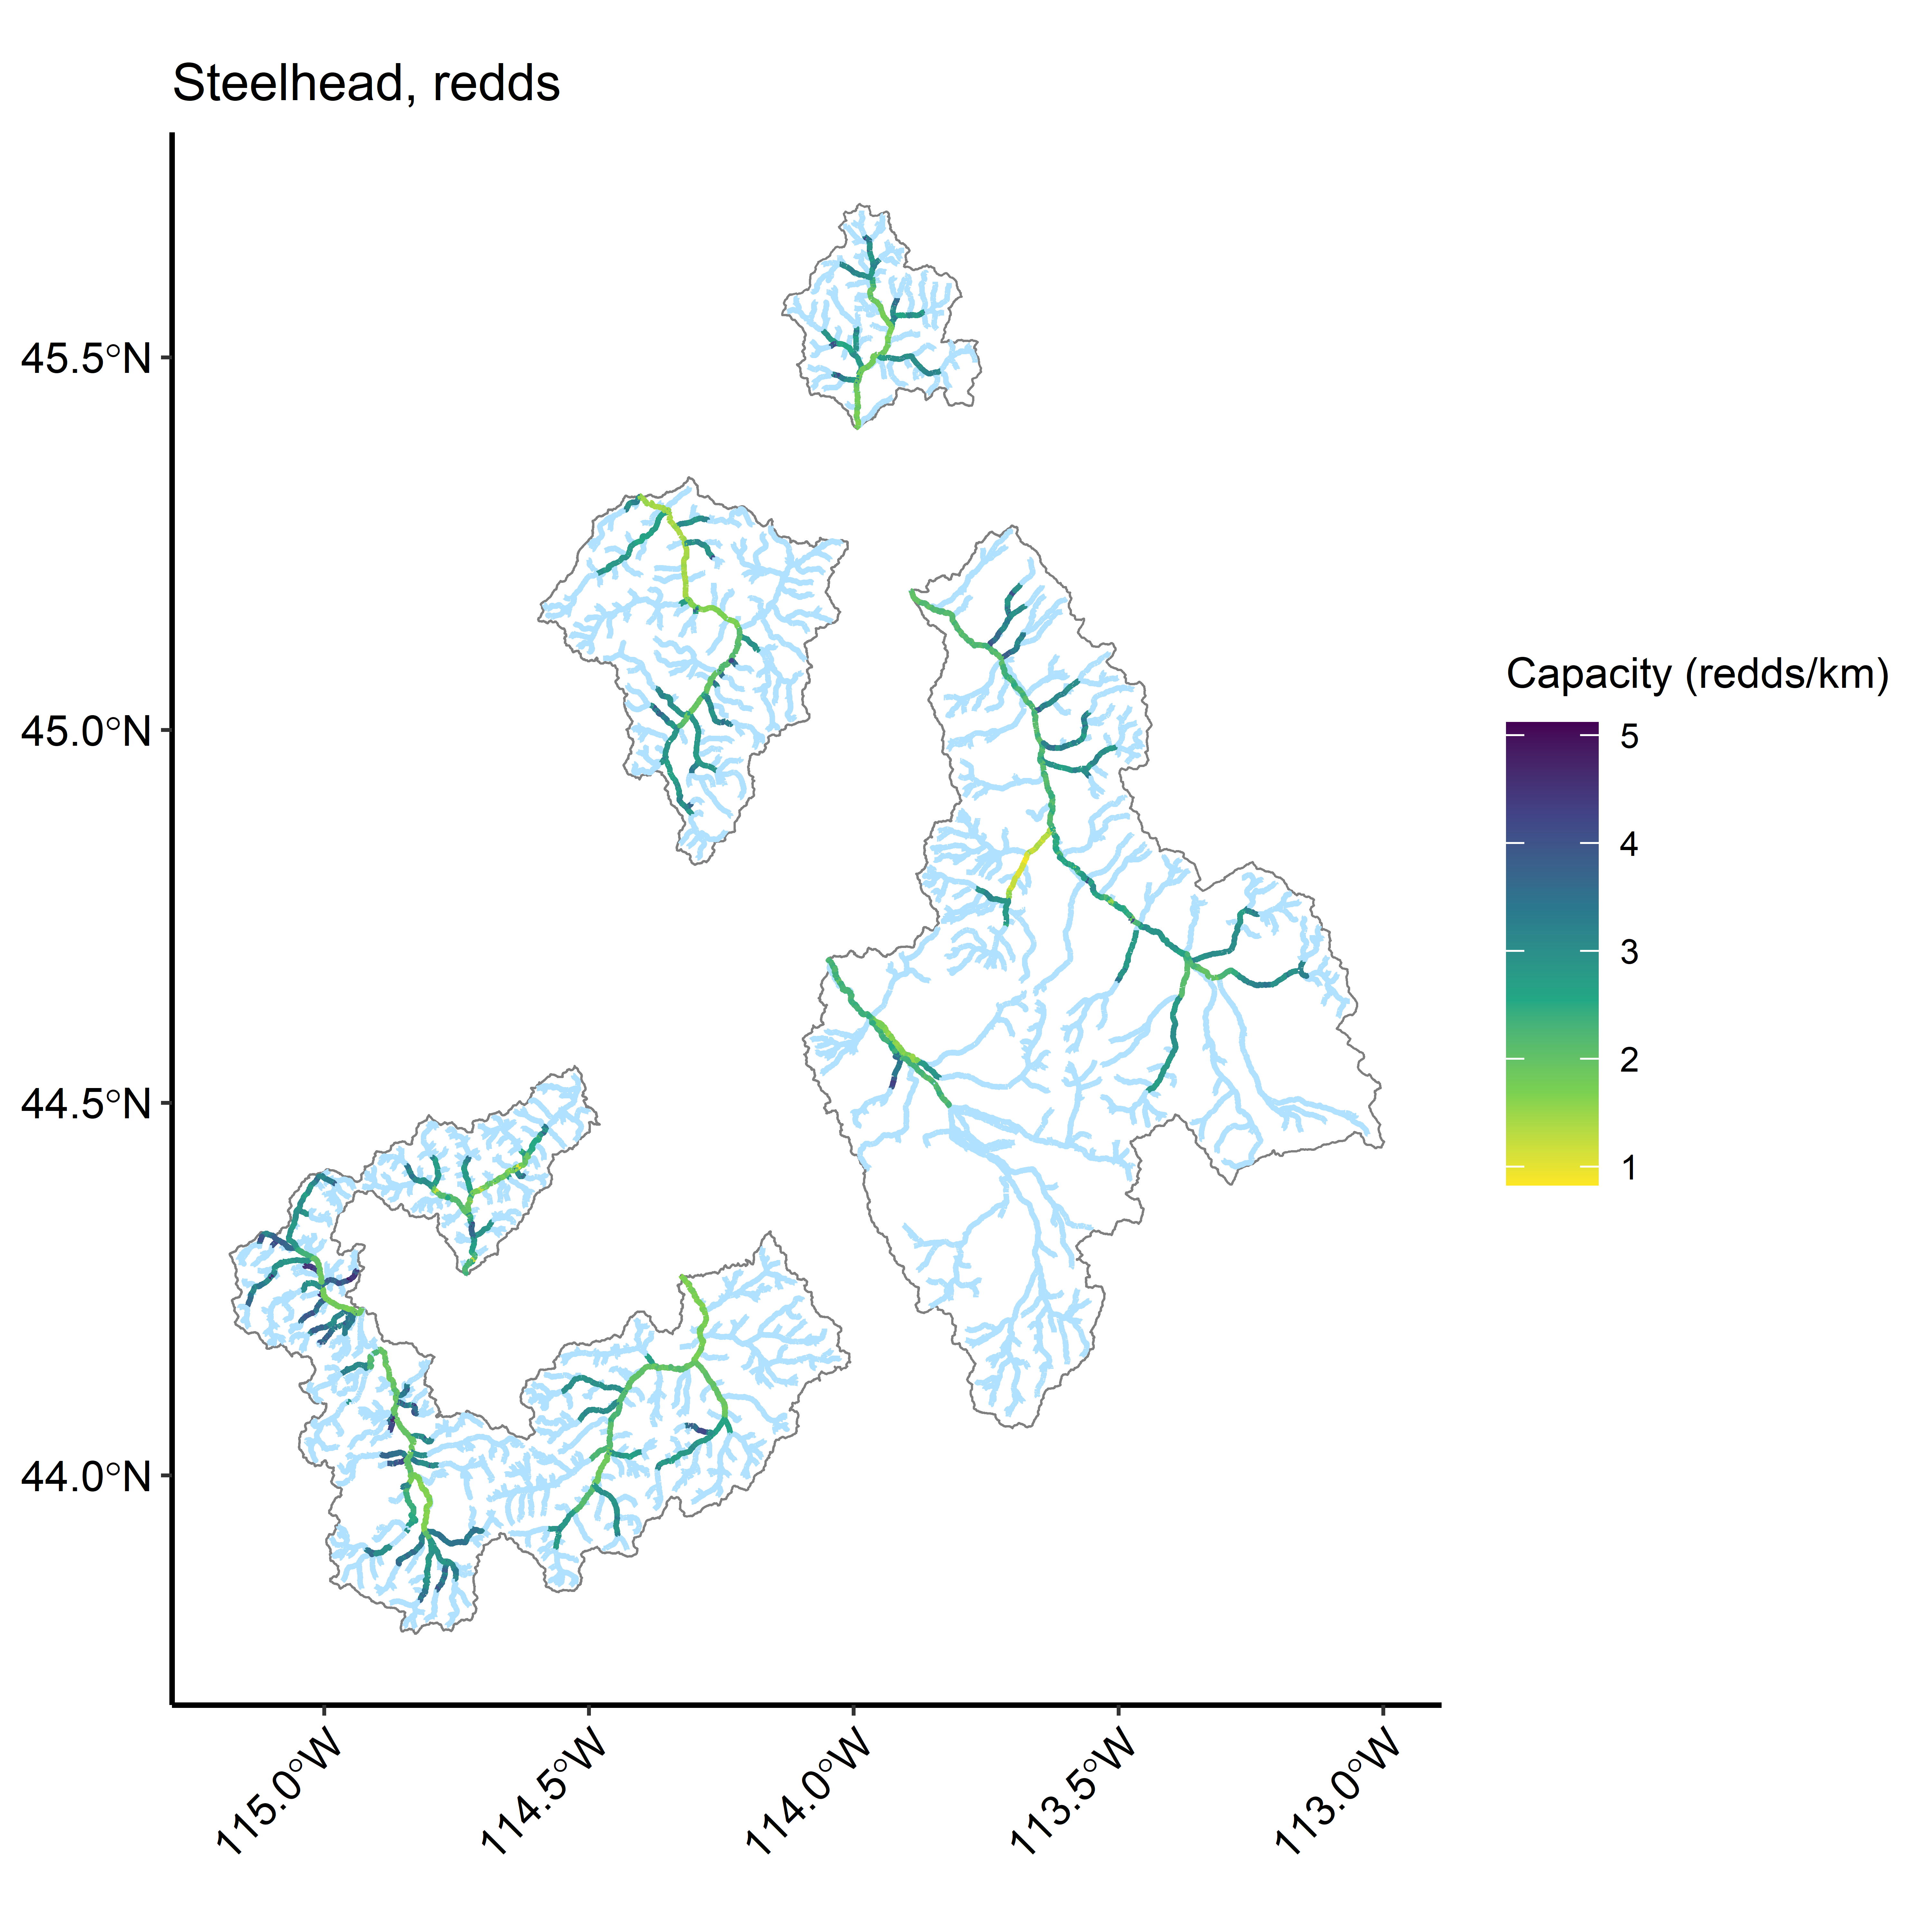 Steelhead, redds
45.5°N
45.0°N
44.5°N
44.0°N
115.0°W
114.5°W
114.0°W
113.5°W
113.0°W
Capacity (redds/km)
5
4
3
2
1